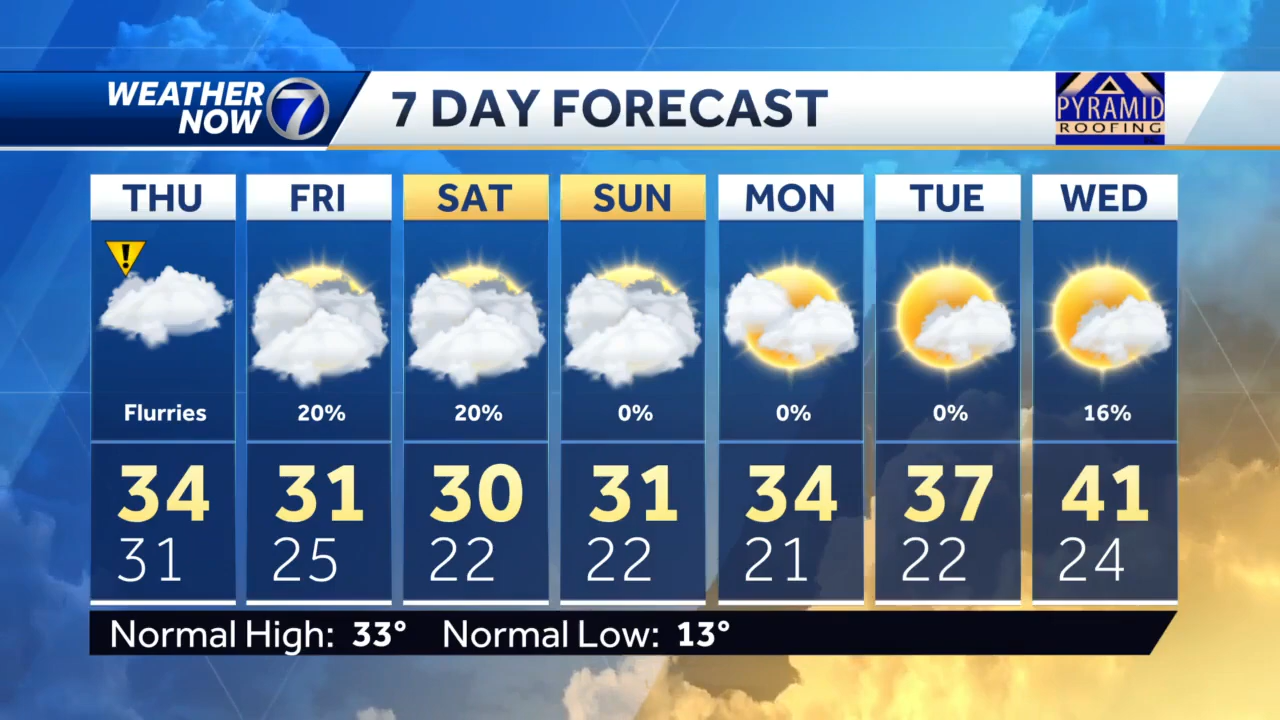 WEATHER NOW 7
7 DAY FORECAST
PYRAMID
ROOFING
THU FRI SAT SUN MON TUE WED
!
Flurries 20% 20% 0% 0% 0% 16%
34 31 30 31 34 37 41
31 25 22 22 21 22 24
Normal High: 33° Normal Low: 13°